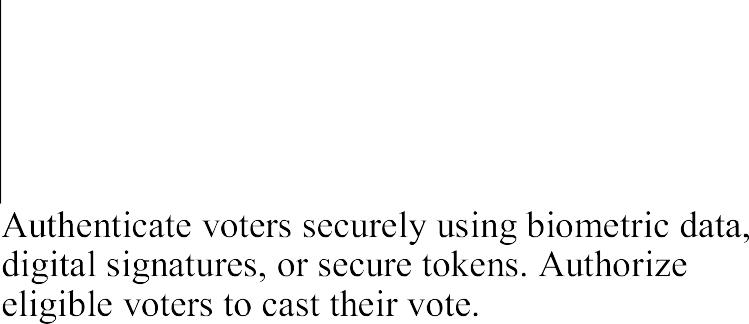 Authenticate voters securely using biometric data,
digital signatures, or secure tokens. Authorize
eligible voters to cast their vote.